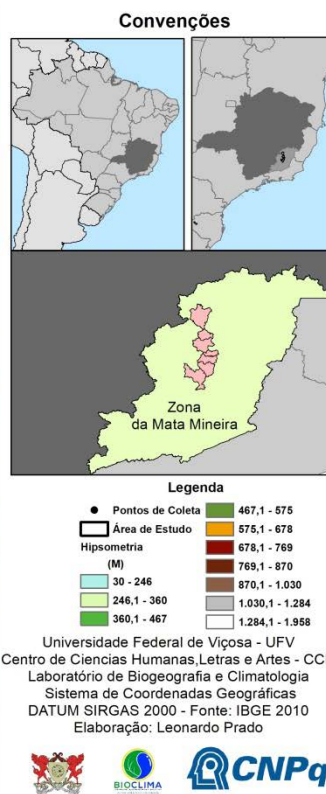 Convenções
Zona
da Mata Mineira
Legenda
Pontos de Coleta
Área de Estudo
Hipsometria
(M)
30 - 246
246,1 - 360
360,1 - 467
467,1 - 575
575,1 - 678
678,1 - 769
769,1 - 870
870,1 - 1.030
1.030,1 - 1.284
1.284,1 - 1.958
Universidade Federal de Viçosa - UFV
Centro de Ciencias Humanas,Letras e Artes - CC
Laboratório de Biogeografia e Climatologia
Sistema de Coordenadas Geográficas
DATUM SIRGAS 2000 - Fonte: IBGE 2010
Elaboração: Leonardo Prado
BIOCLIMA
CNPq